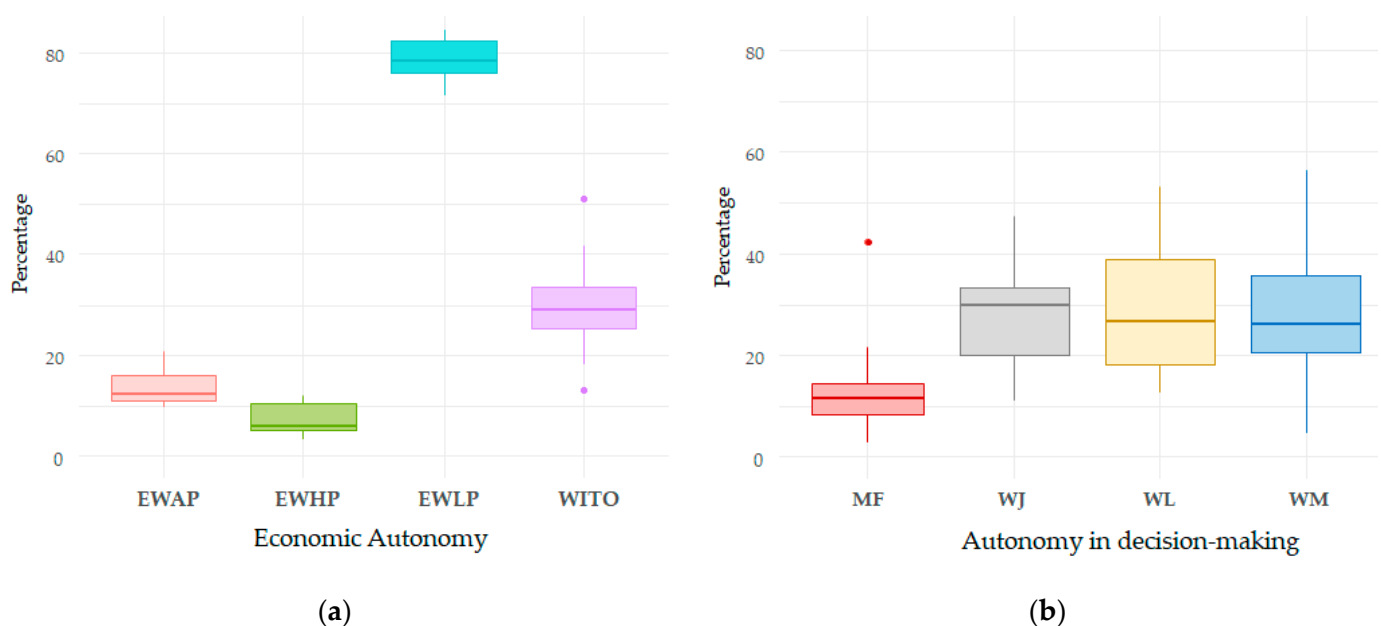 Percentage
80
60
40
20
0
EWAP EWHP EWLP WITO
Economic Autonomy
(a)
Percentage
80
60
40
20
0
MF WJ WL WM
Autonomy in decision-making
(b)